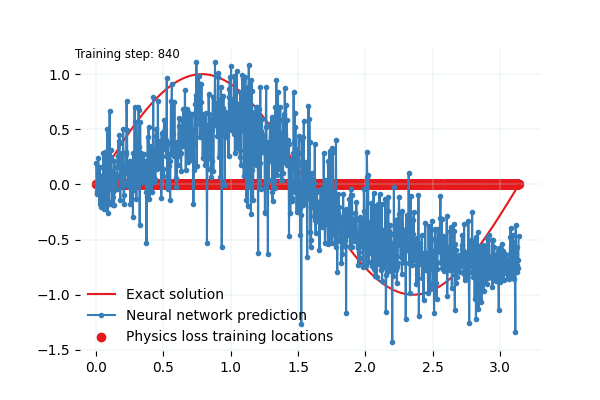 Training step: 840
1.0
0.5
0.0
−0.5
−1.0
−1.5
Exact solution
Neural network prediction
Physics loss training locations
0.0 0.5 1.0 1.5 2.0 2.5 3.0